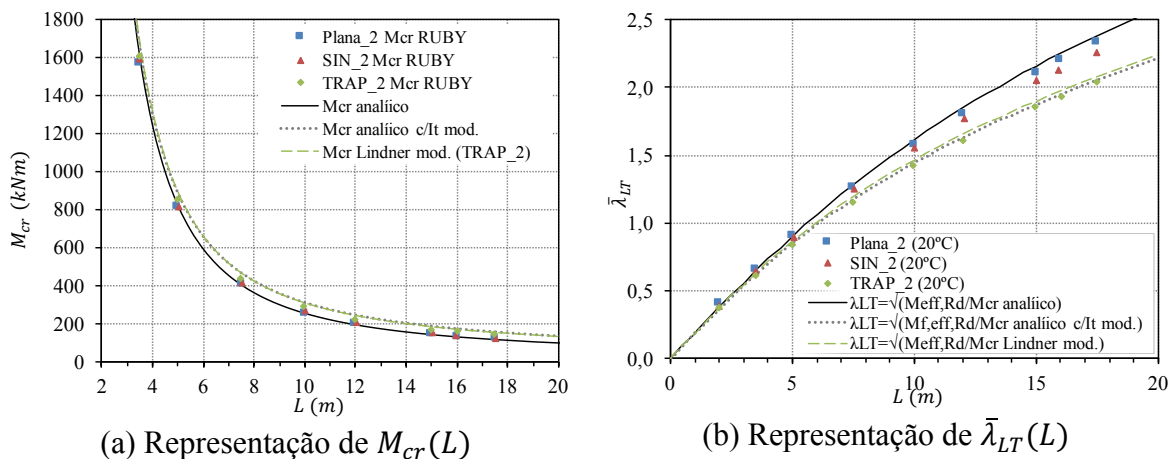 1800
1600
1400
1200
1000
800
600
400
200
0
M_cr (kNm)
Plana_2 Mcr RUBY
SIN_2 Mcr RUBY
TRAP_2 Mcr RUBY
Mcr analíico
Mcr analíico c/It mod.
Mcr Lindner mod. (TRAP_2)
2 4 6 8 10 12 14 16 18 20
L (m)
(a) Representação de M_cr(L)
2,5
2,0
1,5
1,0
0,5
0,0
λ̄_LT
Plana_2 (20ºC)
SIN_2 (20ºC)
TRAP_2 (20ºC)
λLT=√(Meff,Rd/Mcr analíico)
λLT=√(Mf,eff,Rd/Mcr analíico c/It mod.)
λLT=√(Meff,Rd/Mcr Lindner mod.)
0 5 10 15 20
L (m)
(b) Representação de λ̄_LT(L)